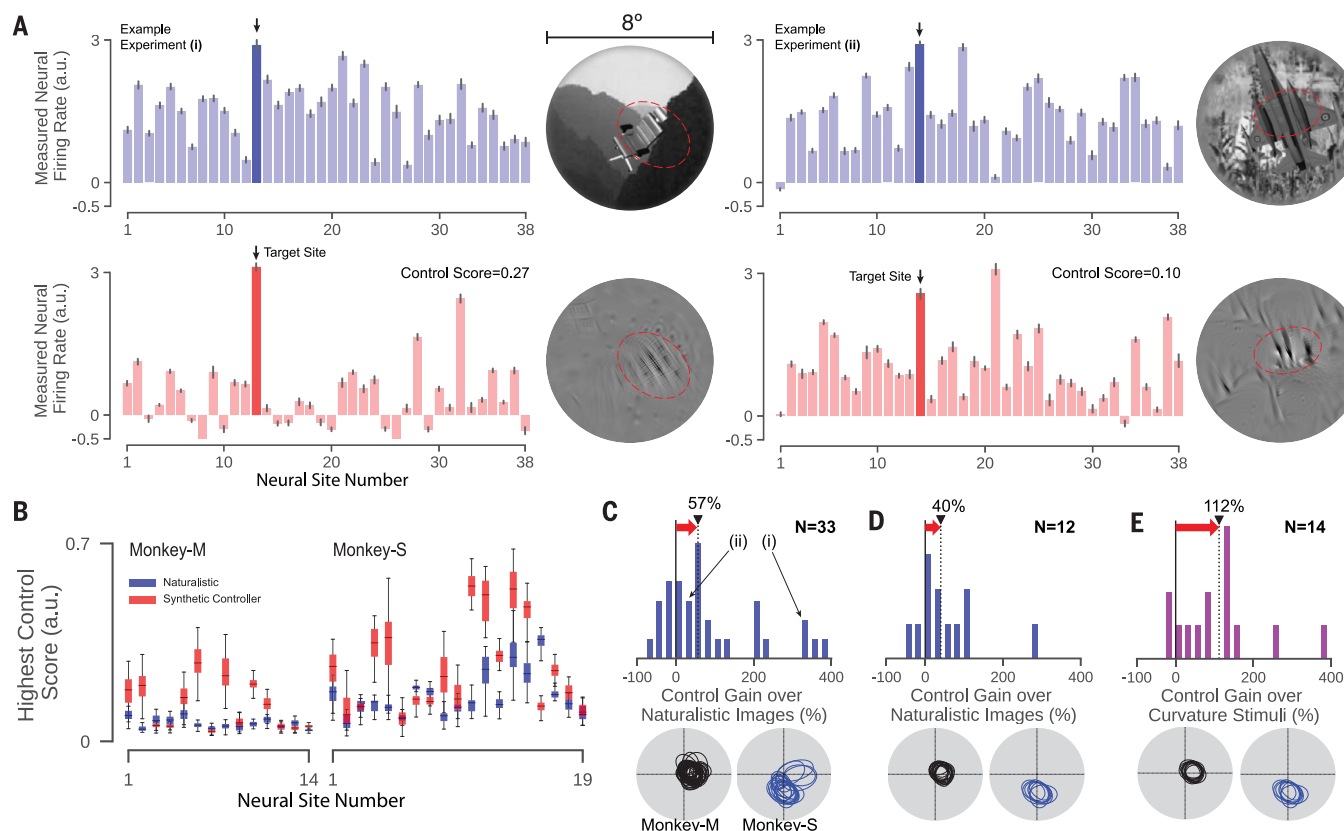 A
Example
Experiment (i)
8º
Example
Experiment (ii)
Measured Neural
Firing Rate (a.u.)
3
0
-0.5
1
10
20
30
38
3
0
-0.5
1
10
20
30
38
Target Site
Control Score=0.27
Target Site
Control Score=0.10
Measured Neural
Firing Rate (a.u.)
3
0
-0.5
1
10
20
30
38
Neural Site Number
3
0
-0.5
1
10
20
30
38
B
Highest Control
Score (a.u.)
0.7
0
Monkey-M
Monkey-S
Naturalistic
Synthetic Controller
1
14
1
19
Neural Site Number
C
57%
N=33
(ii)
(i)
-100
0
200
400
Control Gain over
Naturalistic Images (%)
Monkey-M
Monkey-S
D
40%
N=12
-100
0
200
400
Control Gain over
Naturalistic Images (%)
E
112%
N=14
-100
0
200
400
Control Gain over
Curvature Stimuli (%)